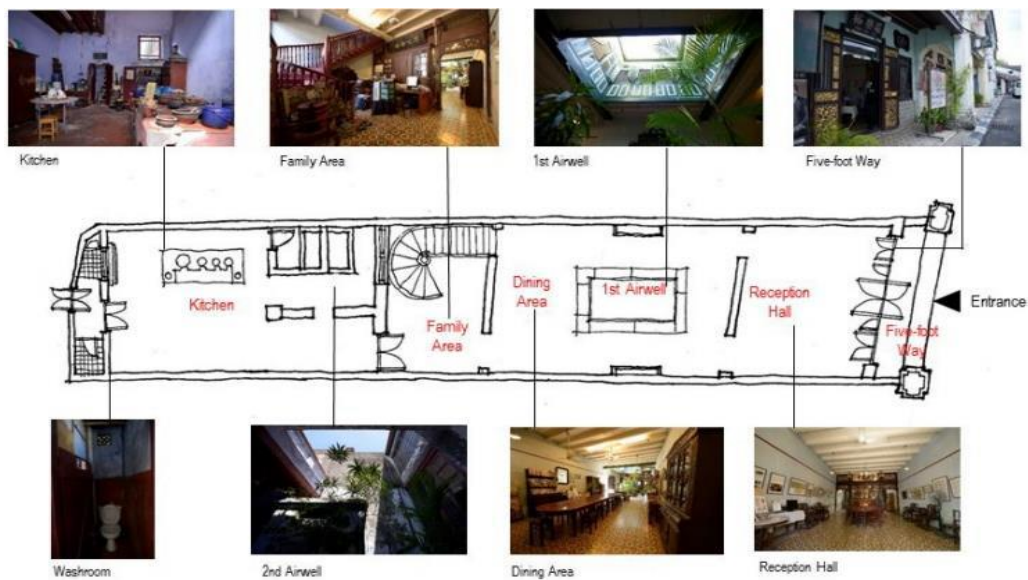 Kitchen
Family Area
1st Airwell
Five-foot Way
Kitchen
Family
Area
Dining
Area
1st Airwell
Reception
Hall
Five-foot
Way
Entrance
Washroom
2nd Airwell
Dining Area
Reception Hall